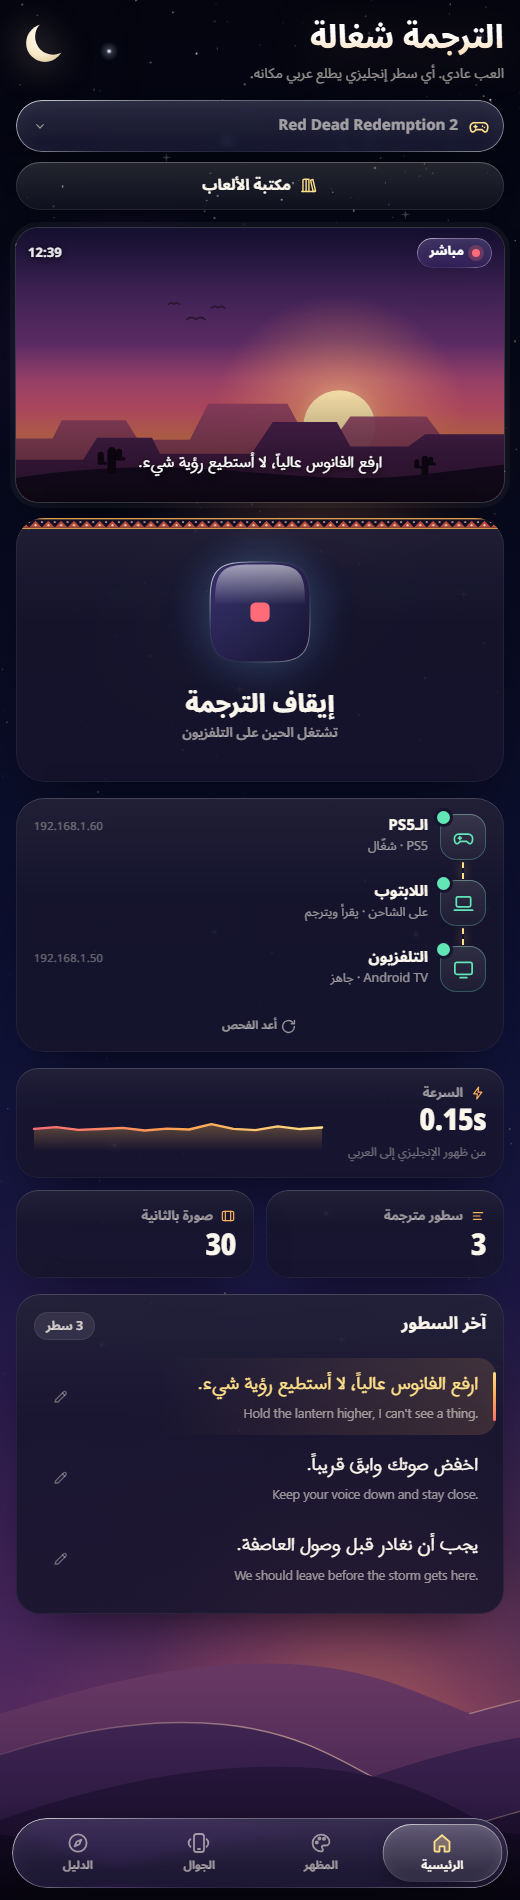 الترجمة شغالة
العب عادي. أي سطر إنجليزي يطلع عربي مكانه.
Red Dead Redemption 2
مكتبة الألعاب
مباشر
12:39
ارفع الفانوس عالياً، لا أستطيع رؤية شيء.
إيقاف الترجمة
تشتغل الحين على التلفزيون
الـPS5
192.168.1.60
PS5 · شغّال
اللابتوب
على الشاحن · يقرأ ويترجم
التلفزيون
192.168.1.50
Android TV · جاهز
أعد الفحص
السرعة
0.15s
من ظهور الإنجليزي إلى العربي
سطور مترجمة
3
صورة بالثانية
30
آخر السطور
3 سطر
ارفع الفانوس عالياً، لا أستطيع رؤية شيء.
Hold the lantern higher, I can't see a thing.
اخفض صوتك وابقَ قريباً.
Keep your voice down and stay close.
يجب أن نغادر قبل وصول العاصفة.
We should leave before the storm gets here.
الرئيسية
المظهر
الجوال
الدليل